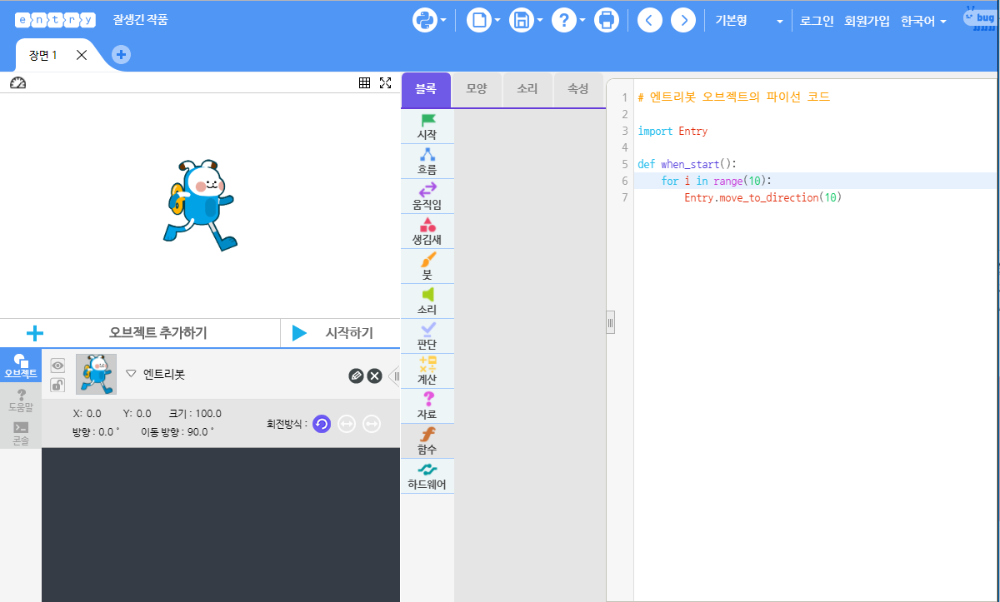 entry 잘생긴 작품
기본형 로그인 회원가입 한국어 bug
장면 1
블록 모양 소리 속성
시작
흐름
움직임
생김새
붓
소리
판단
계산
자료
함수
하드웨어
1 # 엔트리봇 오브젝트의 파이선 코드
2
3 import Entry
4
5 def when_start():
6     for i in range(10):
7         Entry.move_to_direction(10)
오브젝트 추가하기 시작하기
오브젝트
도움말
콘솔
엔트리봇
X: 0.0 Y: 0.0 크기 : 100.0
방향 : 0.0 ˚ 이동 방향 : 90.0 ˚
회전방식 :